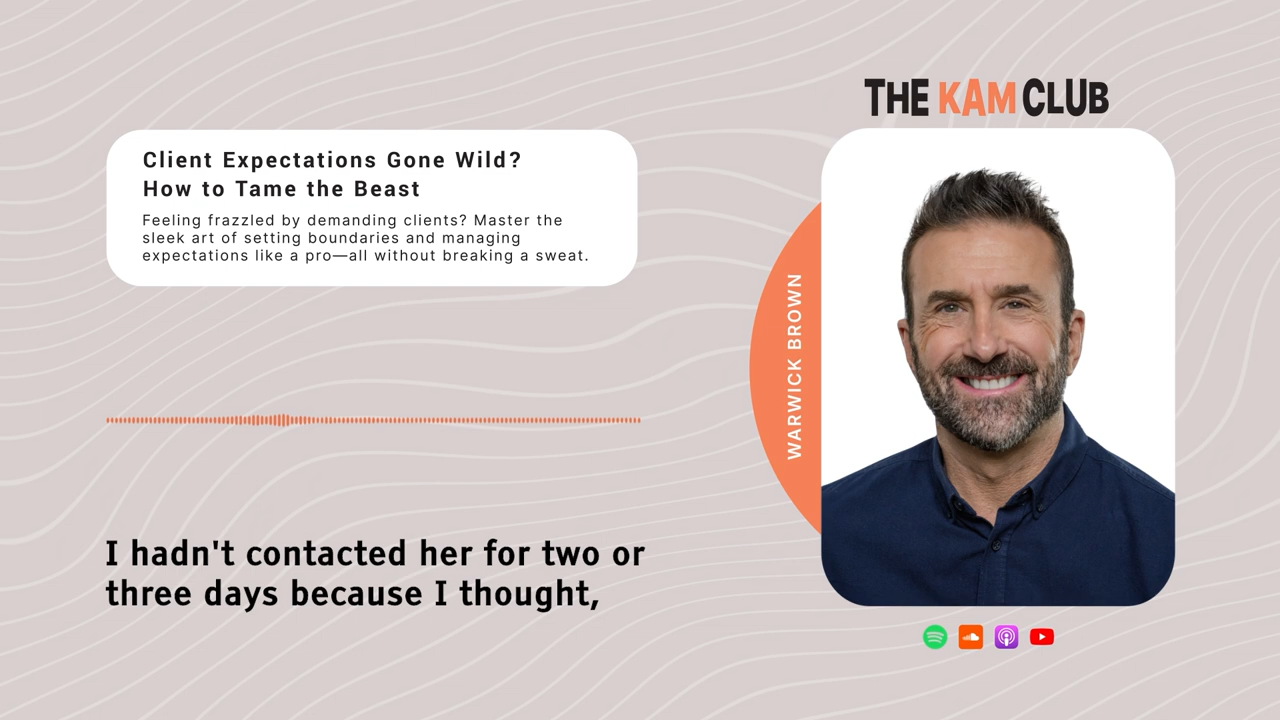 THE KAM CLUB
Client Expectations Gone Wild?
How to Tame the Beast
Feeling frazzled by demanding clients? Master the
sleek art of setting boundaries and managing
expectations like a pro—all without breaking a sweat.
WARWICK BROWN
I hadn't contacted her for two or
three days because I thought,